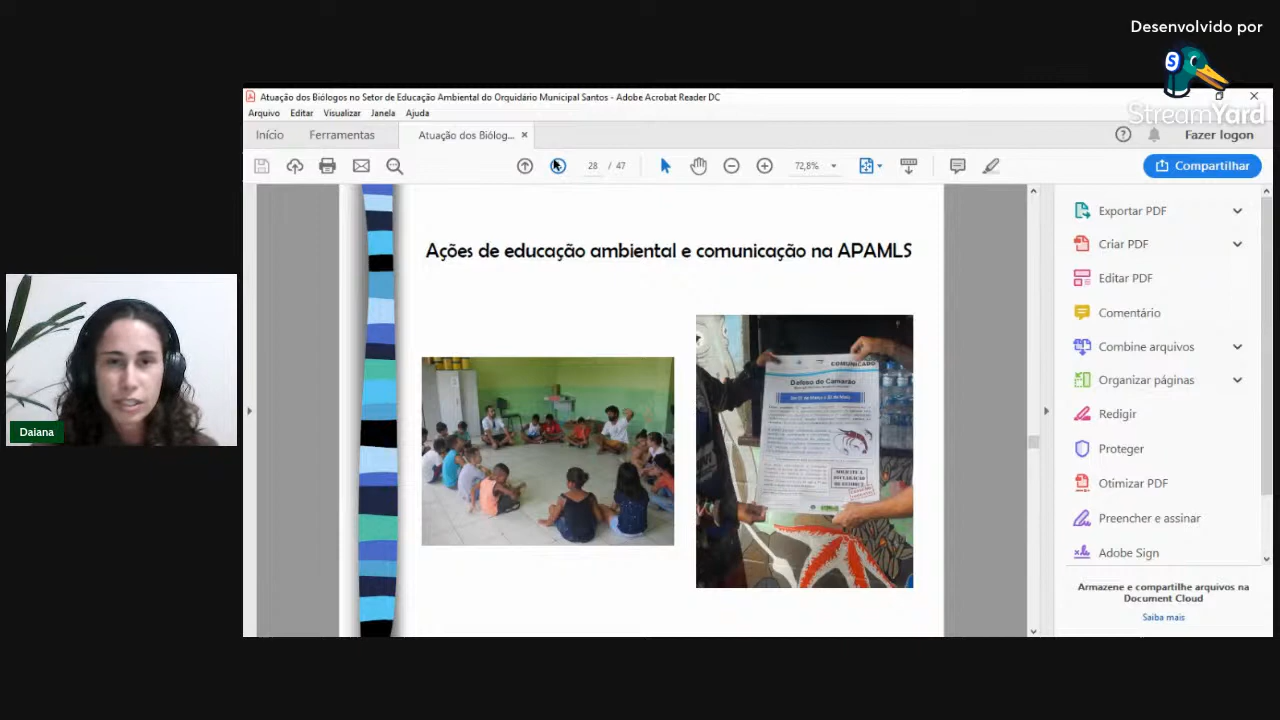 Desenvolvido por
StreamYard
Atuação dos Biólogos no Setor de Educação Ambiental do Orquidário Municipal Santos - Adobe Acrobat Reader DC
Arquivo Editar Visualizar Janela Ajuda
Início Ferramentas Atuação dos Biólog... Fazer logon
28 / 47 72,8% Compartilhar
Exportar PDF
Criar PDF
Editar PDF
Comentário
Combine arquivos
Organizar páginas
Redigir
Proteger
Otimizar PDF
Preencher e assinar
Adobe Sign
Armazene e compartilhe arquivos na
Document Cloud
Saiba mais
Ações de educação ambiental e comunicação na APAMLS
COMUNICADO
Defeso do Camarão
Daiana